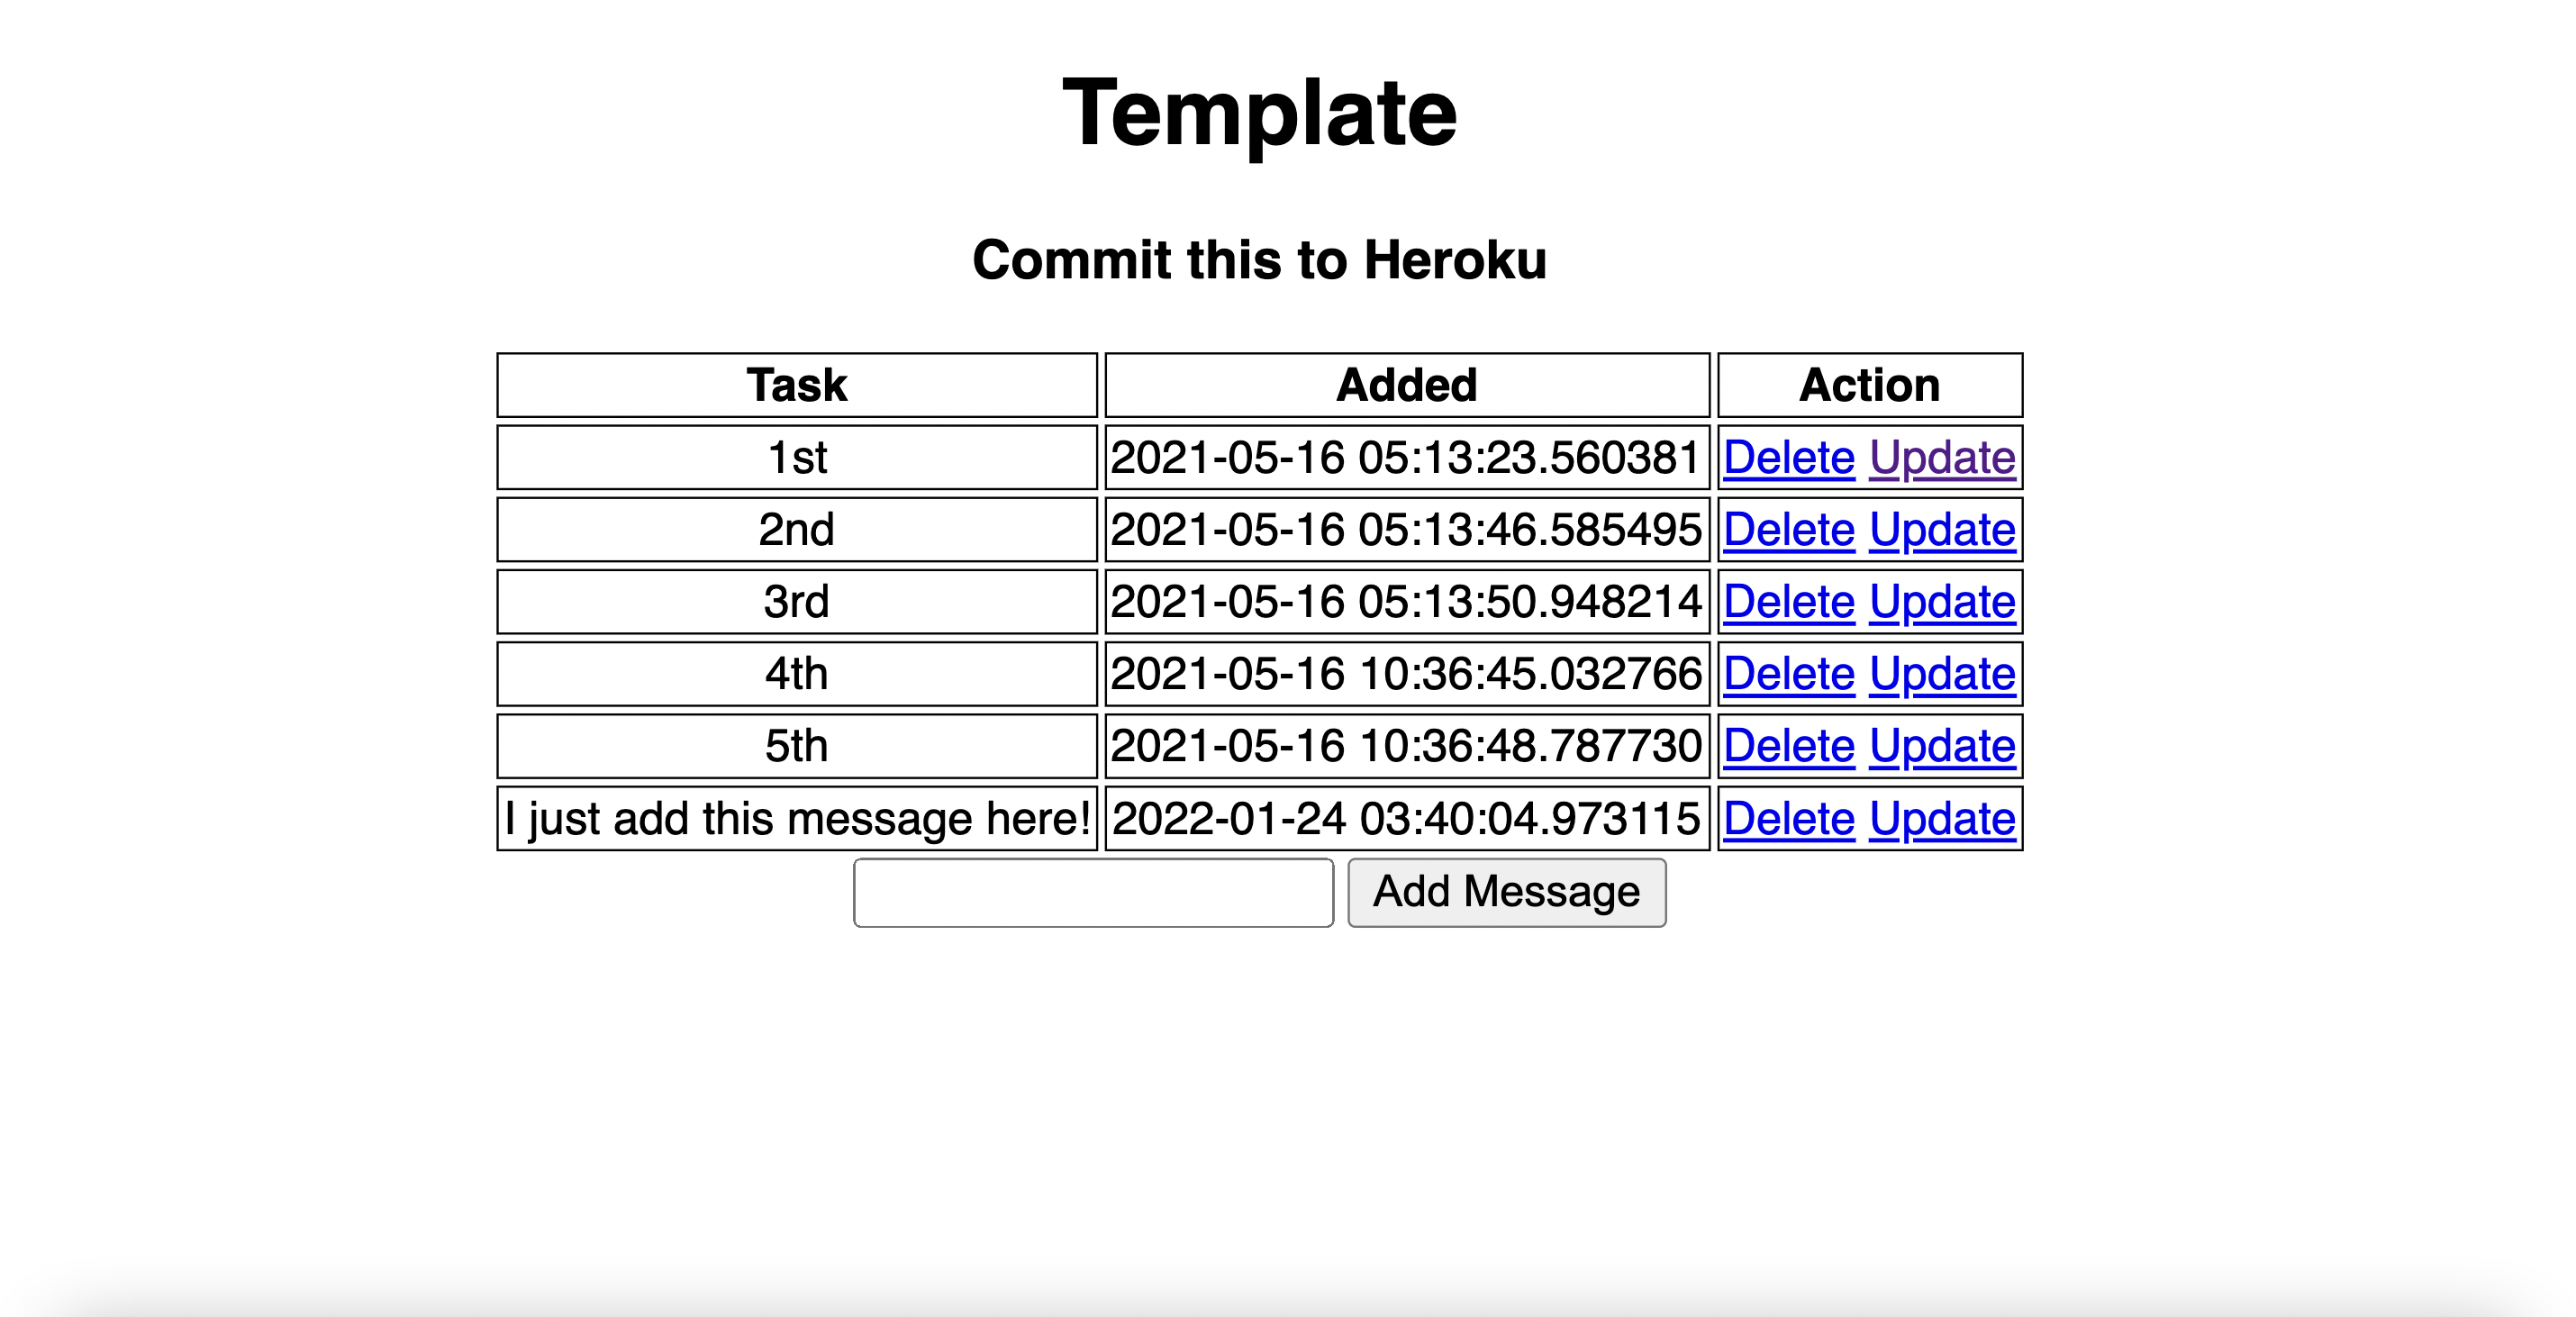 Template
Commit this to Heroku
Task Added Action
1st 2021-05-16 05:13:23.560381 Delete Update
2nd 2021-05-16 05:13:46.585495 Delete Update
3rd 2021-05-16 05:13:50.948214 Delete Update
4th 2021-05-16 10:36:45.032766 Delete Update
5th 2021-05-16 10:36:48.787730 Delete Update
I just add this message here! 2022-01-24 03:40:04.973115 Delete Update
Add Message